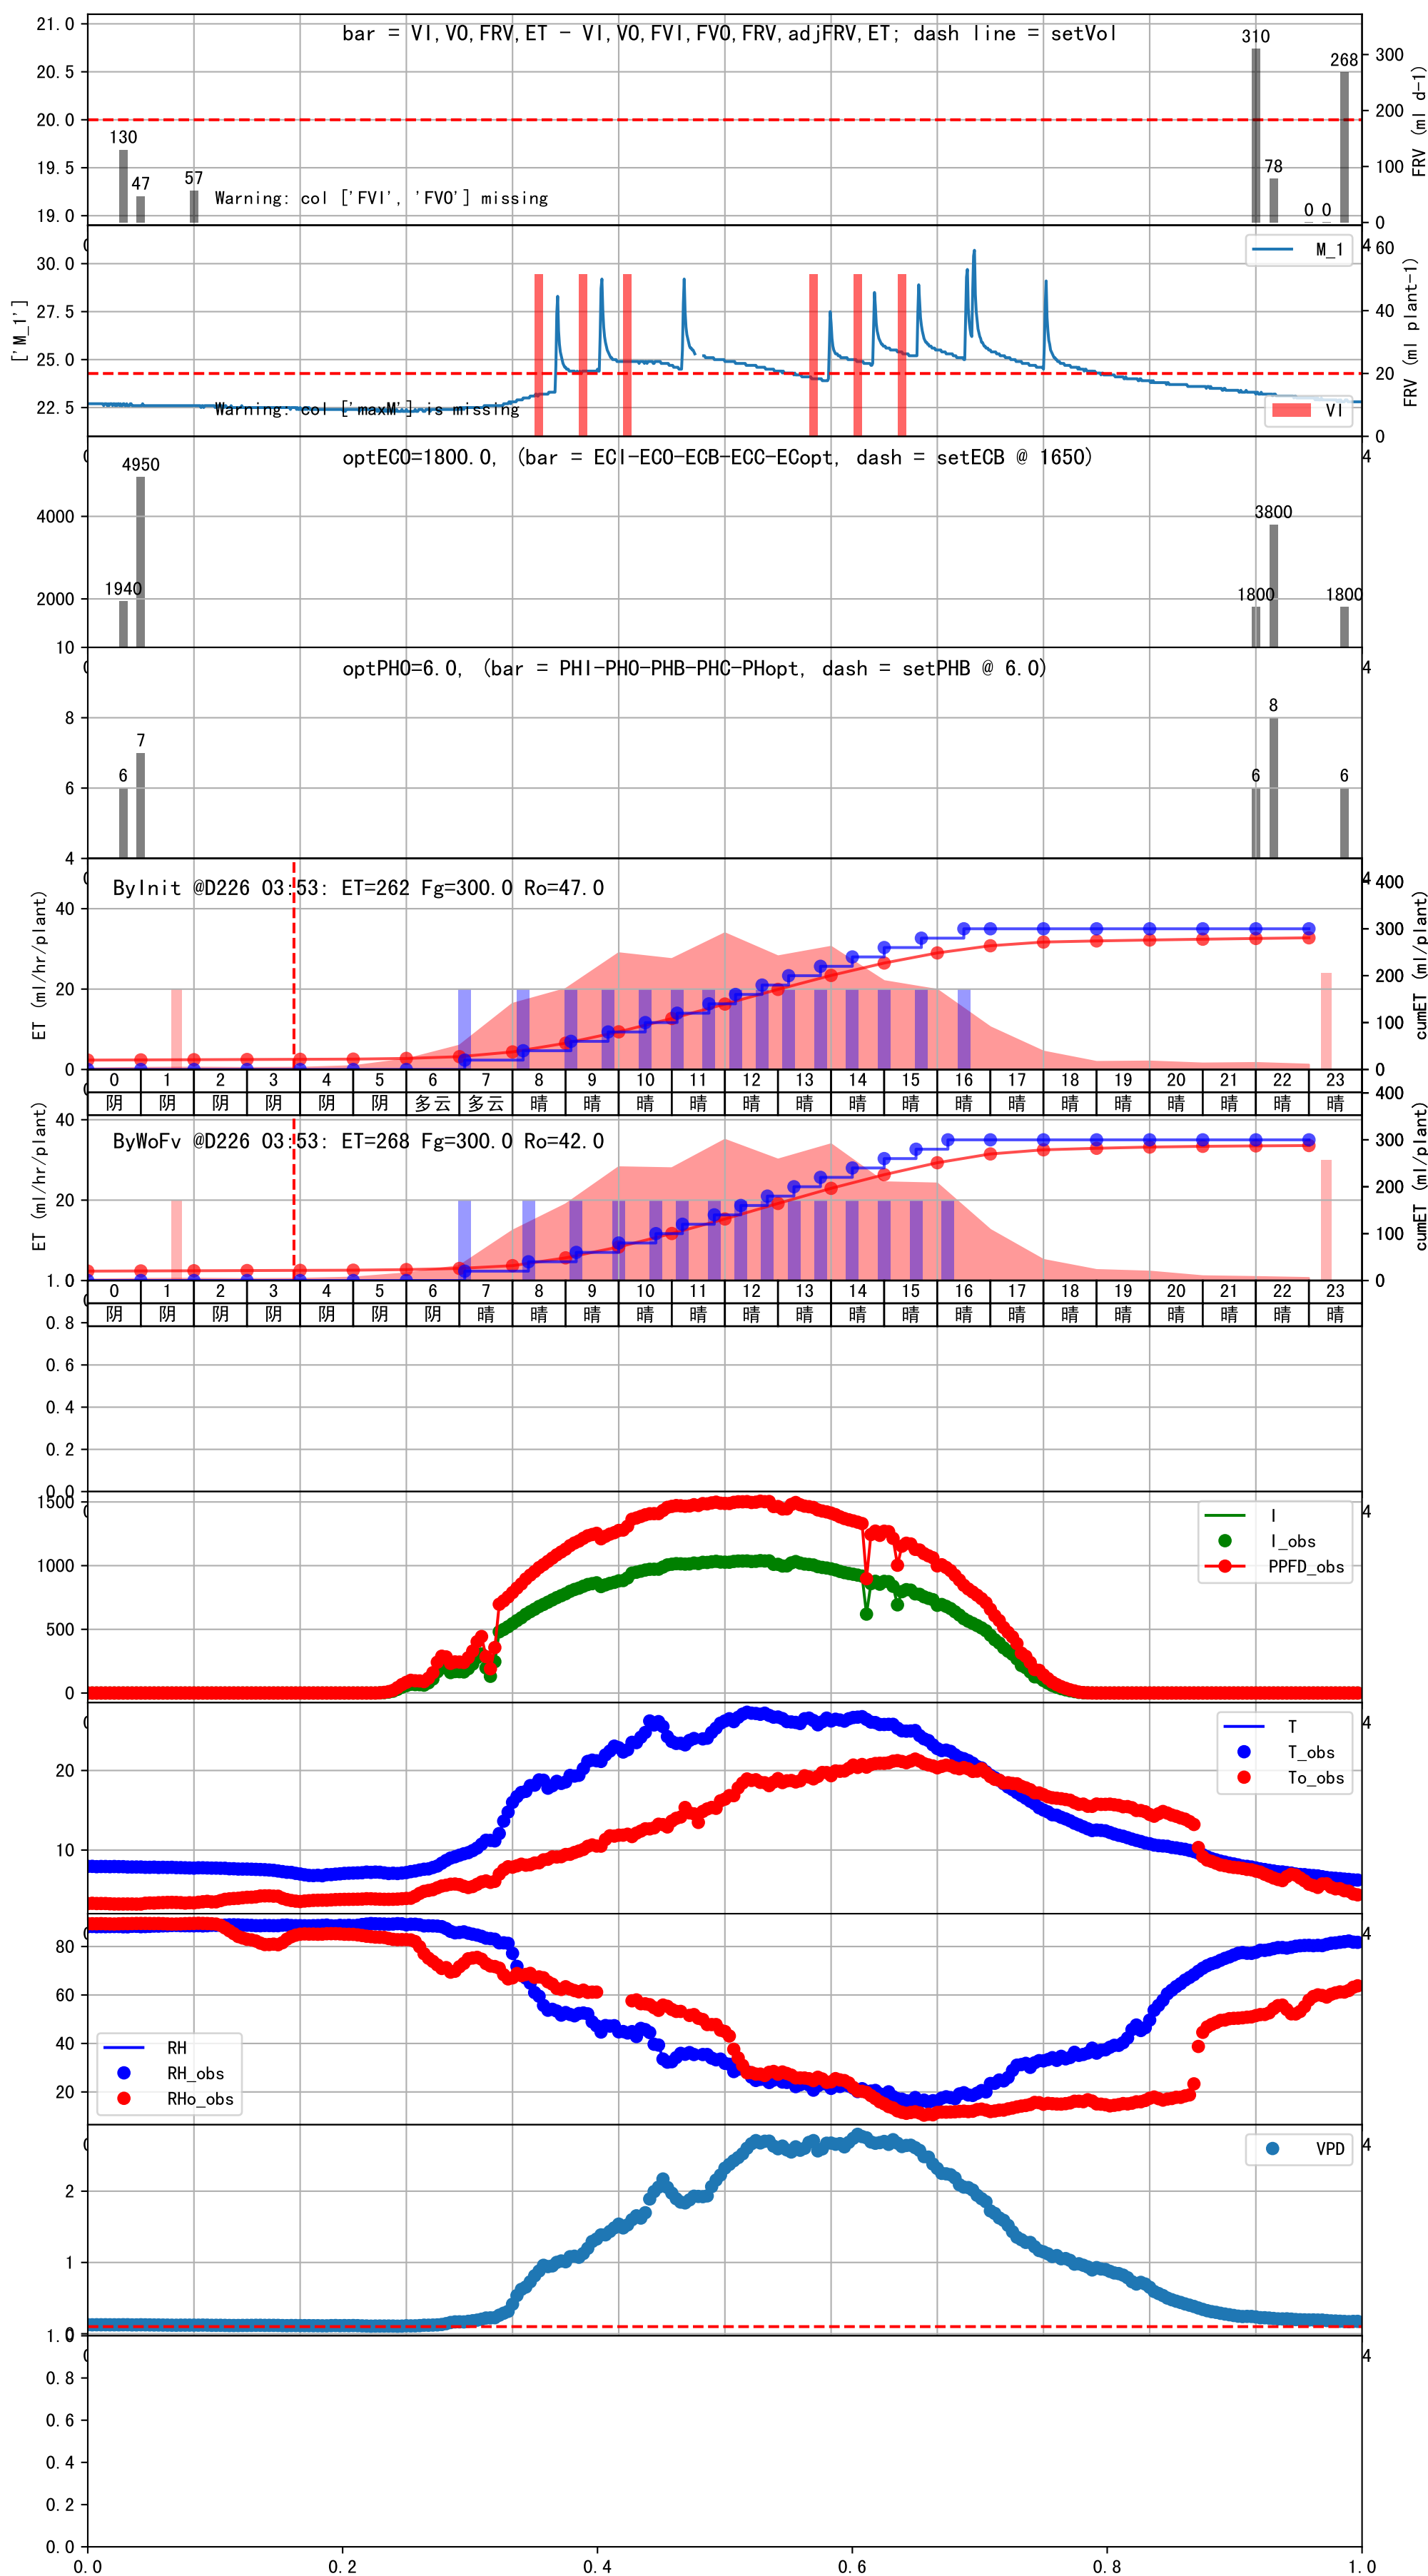 bar = VI,VO,FRV,ET - VI,VO,FVI,FVO,FRV,adjFRV,ET; dash line = setVol
21.0
20.5
20.0
19.5
19.0
130
47
57
310
78
0 0
268
Warning: col ['FVI', 'FVO'] missing
300
200
100
0
FRV (ml d-1)
['M_1']
30.0
27.5
25.0
22.5
M_1
Warning: col ['maxM'] is missing
VI
60
40
20
0
FRV (ml plant-1)
optECO=1800.0, (bar = ECI-ECO-ECB-ECC-ECopt, dash = setECB @ 1650)
4000
2000
1940
4950
1800
3800
1800
optPHO=6.0, (bar = PHI-PHO-PHB-PHC-PHopt, dash = setPHB @ 6.0)
10
8
6
4
6
7
6
8
6
ByInit @D226 03:53: ET=262 Fg=300.0 Ro=47.0
ET (ml/hr/plant)
40
20
0
400
300
200
100
0
cumET (ml/plant)
0 1 2 3 4 5 6 7 8 9 10 11 12 13 14 15 16 17 18 19 20 21 22 23
阴 阴 阴 阴 阴 阴 多云 多云 晴 晴 晴 晴 晴 晴 晴 晴 晴 晴 晴 晴 晴 晴 晴 晴
ByWoFv @D226 03:53: ET=268 Fg=300.0 Ro=42.0
ET (ml/hr/plant)
40
20
400
300
200
100
0
cumET (ml/plant)
0 1 2 3 4 5 6 7 8 9 10 11 12 13 14 15 16 17 18 19 20 21 22 23
阴 阴 阴 阴 阴 阴 阴 晴 晴 晴 晴 晴 晴 晴 晴 晴 晴 晴 晴 晴 晴 晴 晴 晴
1.0
0.8
0.6
0.4
0.2
0.0
1500
1000
500
0
I
I_obs
PPFD_obs
20
10
T
T_obs
To_obs
80
60
40
20
RH
RH_obs
RHo_obs
2
1
0
VPD
1.0
0.8
0.6
0.4
0.2
0.0
0.0 0.2 0.4 0.6 0.8 1.0